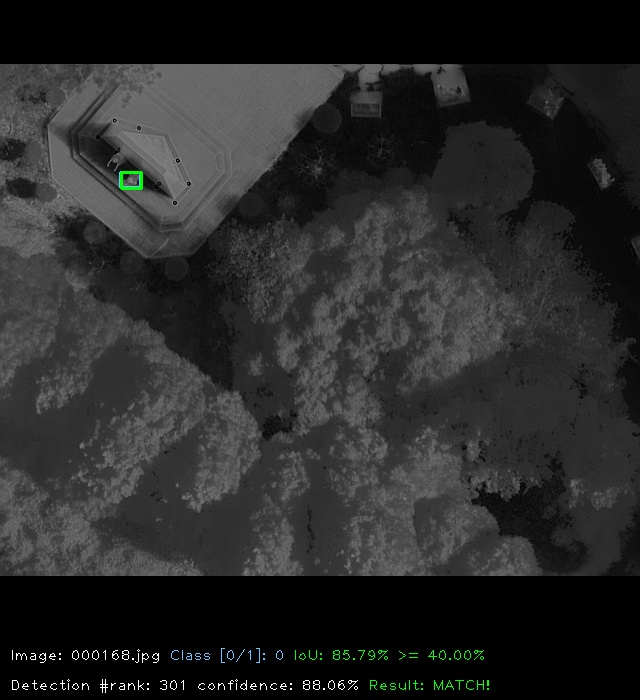 Image: 000168.jpg Class [0/1]: 0 IoU: 85.79% >= 40.00%
Detection #rank: 301 confidence: 88.06% Result: MATCH!